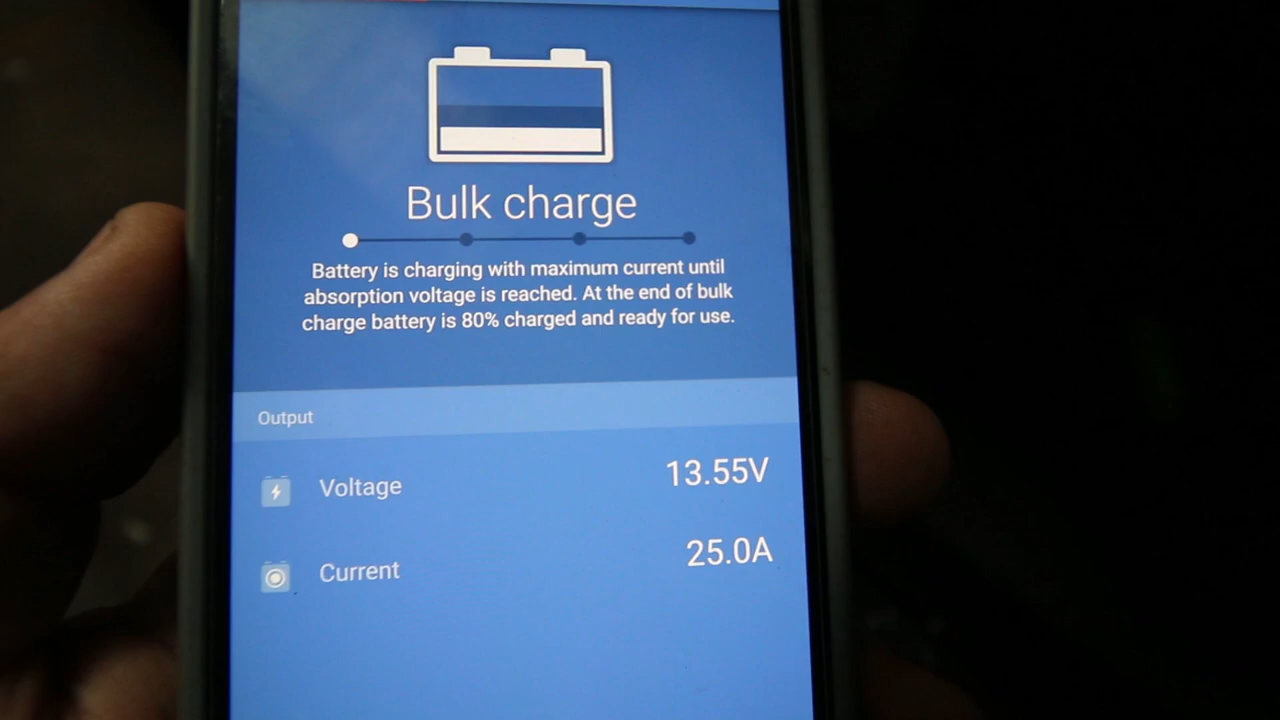 Bulk charge
Battery is charging with maximum current until
absorption voltage is reached. At the end of bulk
charge battery is 80% charged and ready for use.
Output
Voltage 13.55V
Current 25.0A